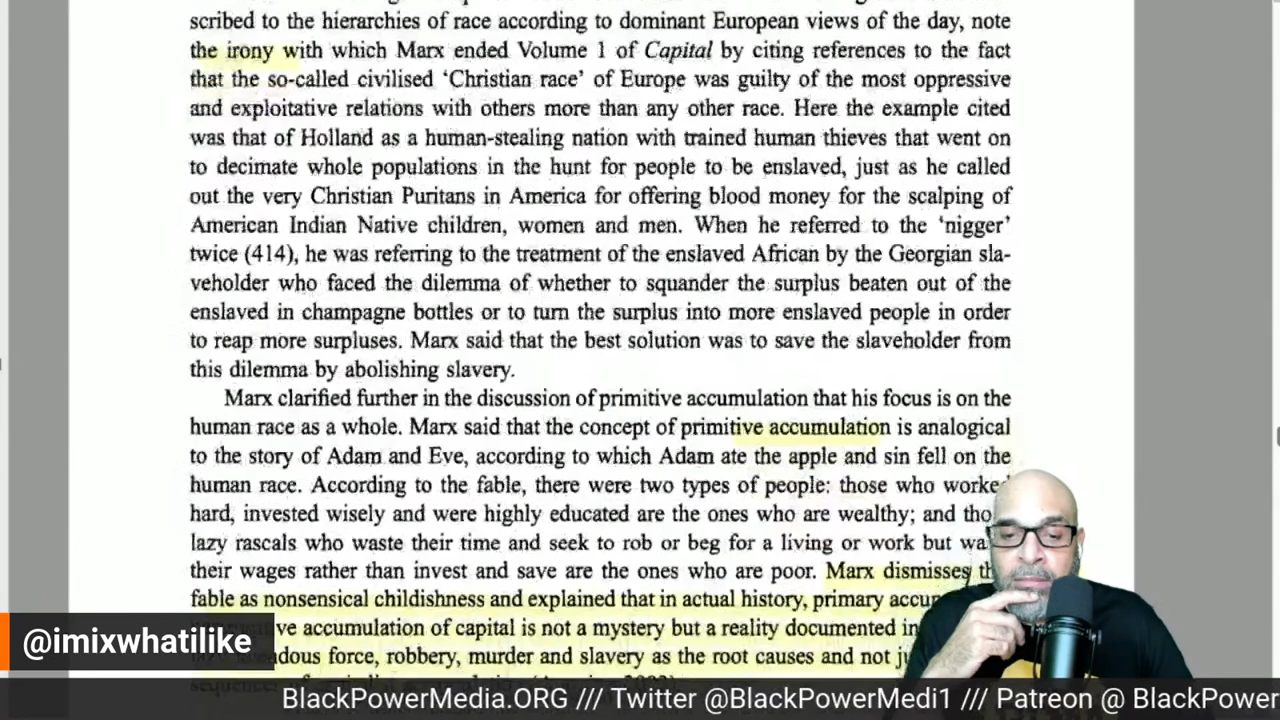 scribed to the hierarchies of race according to dominant European views of the day, note
the irony with which Marx ended Volume 1 of Capital by citing references to the fact
that the so-called civilised ‘Christian race’ of Europe was guilty of the most oppressive
and exploitative relations with others more than any other race. Here the example cited
was that of Holland as a human-stealing nation with trained human thieves that went on
to decimate whole populations in the hunt for people to be enslaved, just as he called
out the very Christian Puritans in America for offering blood money for the scalping of
American Indian Native children, women and men. When he referred to the ‘nigger’
twice (414), he was referring to the treatment of the enslaved African by the Georgian sla-
veholder who faced the dilemma of whether to squander the surplus beaten out of the
enslaved in champagne bottles or to turn the surplus into more enslaved people in order
to reap more surpluses. Marx said that the best solution was to save the slaveholder from
this dilemma by abolishing slavery.
Marx clarified further in the discussion of primitive accumulation that his focus is on the
human race as a whole. Marx said that the concept of primitive accumulation is analogical
to the story of Adam and Eve, according to which Adam ate the apple and sin fell on the
human race. According to the fable, there were two types of people: those who worked
hard, invested wisely and were highly educated are the ones who are wealthy; and
lazy rascals who waste their time and seek to rob or beg for a living or work but
their wages rather than invest and save are the ones who are poor. Marx dismisses
fable as nonsensical childishness and explained that in actual history, primary
accumulation of capital is not a mystery but a reality documented in
force, robbery, murder and slavery as the root causes and not
@imixwhatilike
BlackPowerMedia.ORG /// Twitter @BlackPowerMedi1 /// Patreon @ BlackPower